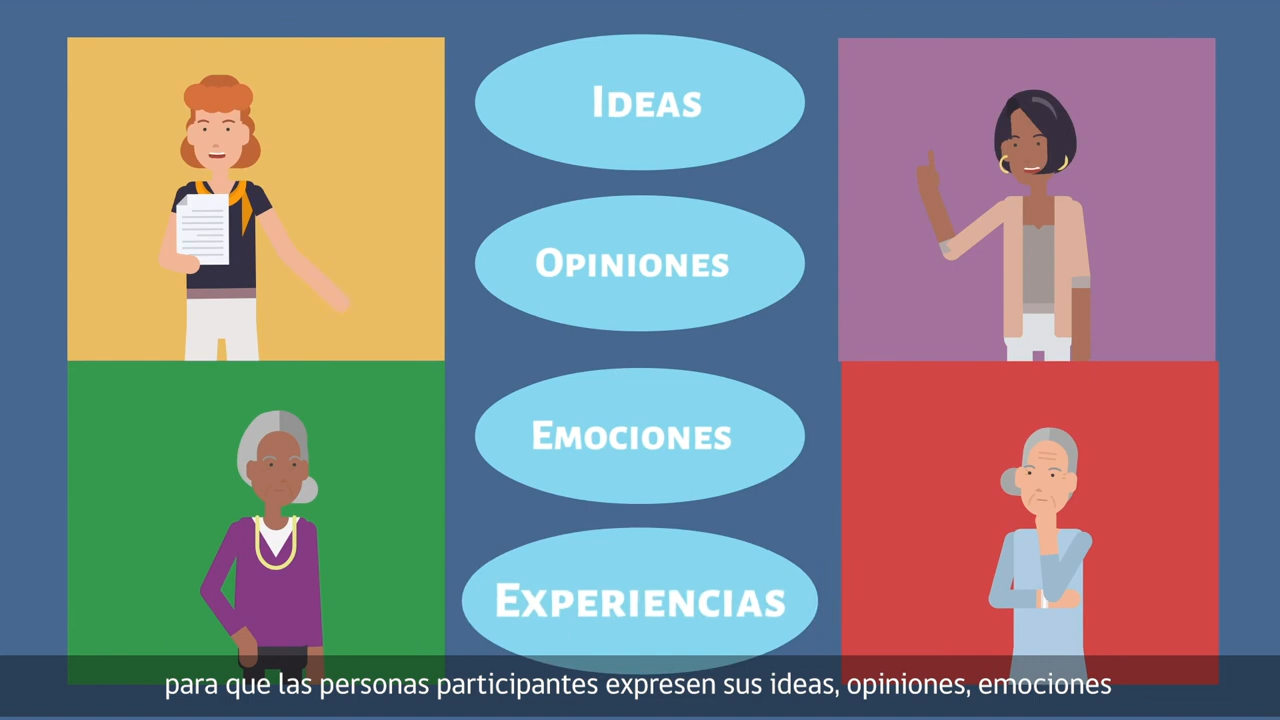 Ideas
Opiniones
Emociones
Experiencias
para que las personas participantes expresen sus ideas, opiniones, emociones